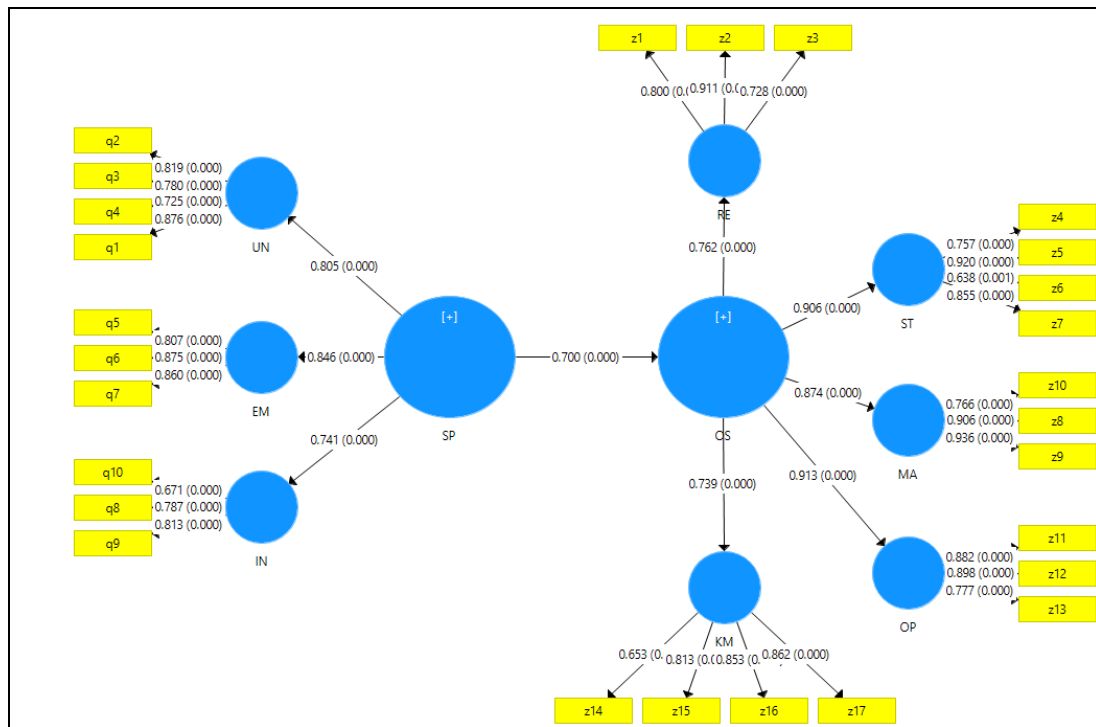 z1 z2 z3
0.800 (0.0 0.911 (0.0 0.728 (0.000)
RE
0.762 (0.000)
q2
q3
q4
q1
0.819 (0.000)
0.780 (0.000)
0.725 (0.000)
0.876 (0.000)
UN
0.805 (0.000)
q5
q6
q7
0.807 (0.000)
0.875 (0.000)
0.860 (0.000)
EM
0.846 (0.000)
q10
q8
q9
0.671 (0.000)
0.787 (0.000)
0.813 (0.000)
IN
0.741 (0.000)
[+]
SP
0.700 (0.000)
[+]
OS
0.906 (0.000)
ST
0.757 (0.000)
0.920 (0.000)
0.638 (0.001)
0.855 (0.000)
z4
z5
z6
z7
0.874 (0.000)
MA
0.766 (0.000)
0.906 (0.000)
0.936 (0.000)
z10
z8
z9
0.913 (0.000)
OP
0.882 (0.000)
0.898 (0.000)
0.777 (0.000)
z11
z12
z13
0.739 (0.000)
KM
0.653 (0. 0.813 (0.0 0.853 (0. 0.862 (0.000)
z14 z15 z16 z17